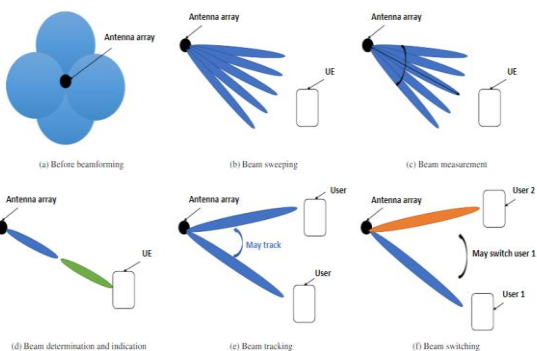 Antenna array
(a) Before beamforming
Antenna array
UE
(b) Beam sweeping
Antenna array
UE
(c) Beam measurement
Antenna array
UE
(d) Beam determination and indication
Antenna array
User
May track
User
(e) Beam tracking
Antenna array
User 2
May switch user 1
User 1
(f) Beam switching